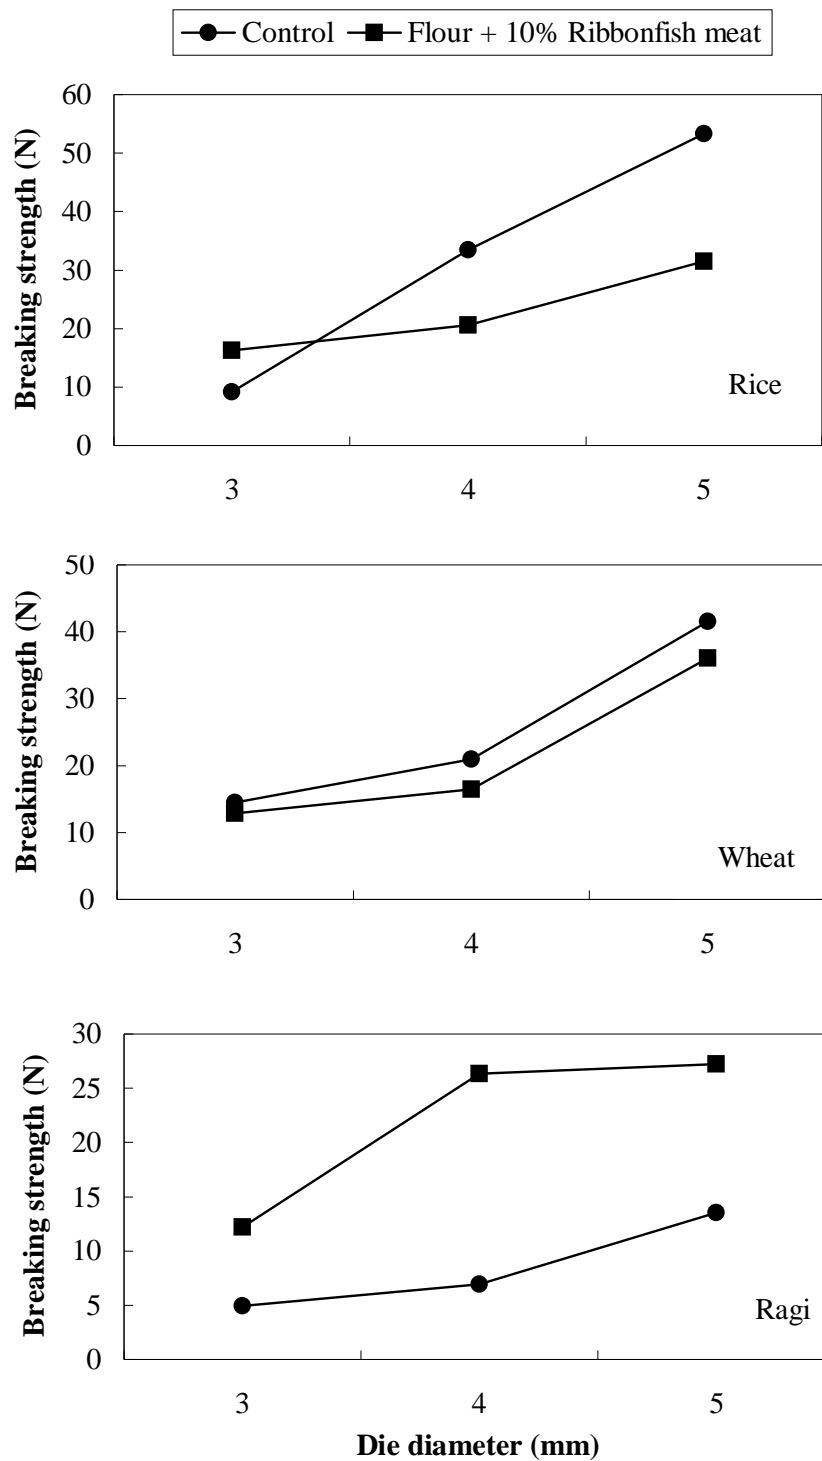 Control Flour + 10% Ribbonfish meat
Breaking strength (N)
60
50
40
30
20
10
0
3 4 5
Rice
Breaking strength (N)
50
40
30
20
10
0
3 4 5
Wheat
Breaking strength (N)
30
25
20
15
10
5
0
3 4 5
Ragi
Die diameter (mm)